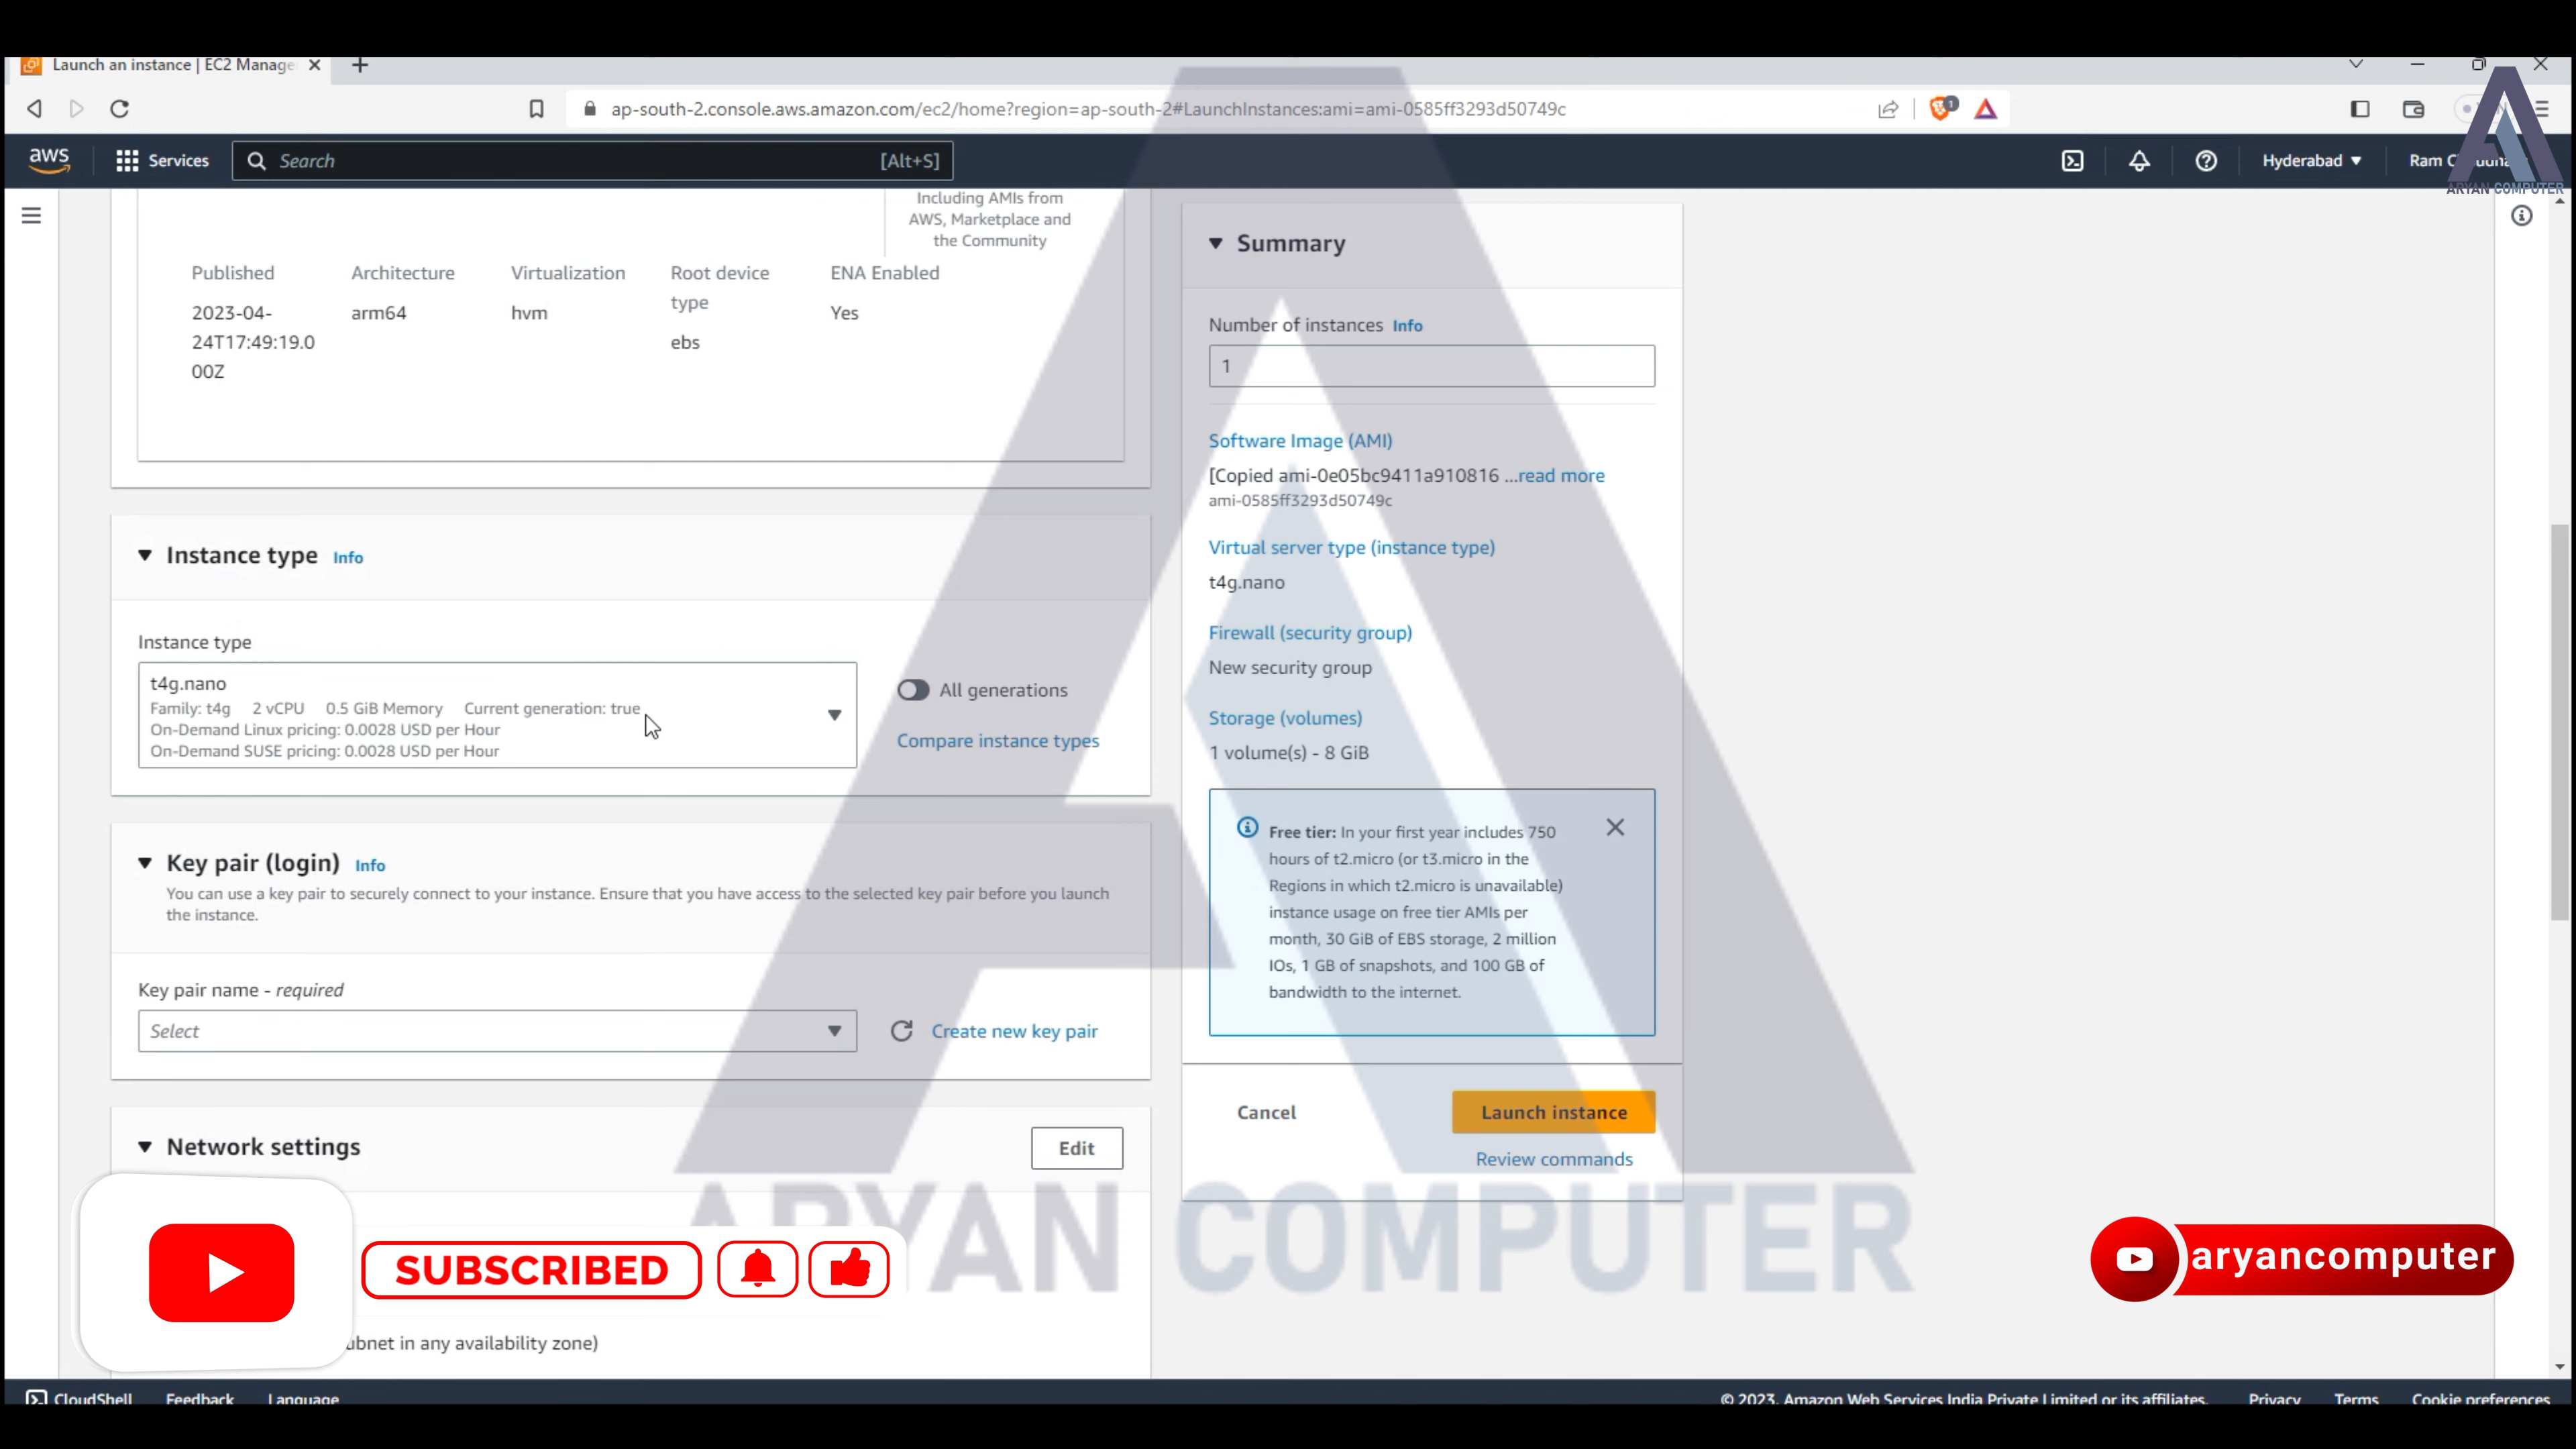 Launch an instance | EC2 Manage
ap-south-2.console.aws.amazon.com/ec2/home?region=ap-south-2#LaunchInstances:ami=ami-0585ff3293d50749c
1
aws
Services
Search
[Alt+S]
Hyderabad
Ram
ARYAN COMPUTER
Including AMIs from
AWS, Marketplace and
the Community
Published
Architecture
Virtualization
Root device
type
ENA Enabled
2023-04-
24T17:49:19.0
00Z
arm64
hvm
ebs
Yes
Instance type Info
Instance type
t4g.nano
Family: t4g 2 vCPU 0.5 GiB Memory Current generation: true
On-Demand Linux pricing: 0.0028 USD per Hour
On-Demand SUSE pricing: 0.0028 USD per Hour
All generations
Compare instance types
Key pair (login) Info
You can use a key pair to securely connect to your instance. Ensure that you have access to the selected key pair before you launch
the instance.
Key pair name - required
Select
Create new key pair
Network settings
Edit
ubnet in any availability zone)
Summary
Number of instances Info
1
Software Image (AMI)
[Copied ami-0e05bc9411a910816 ...read more
ami-0585ff3293d50749c
Virtual server type (instance type)
t4g.nano
Firewall (security group)
New security group
Storage (volumes)
1 volume(s) - 8 GiB
Free tier: In your first year includes 750
hours of t2.micro (or t3.micro in the
Regions in which t2.micro is unavailable)
instance usage on free tier AMIs per
month, 30 GiB of EBS storage, 2 million
IOs, 1 GB of snapshots, and 100 GB of
bandwidth to the internet.
Cancel
Launch instance
Review commands
ARYAN COMPUTER
SUBSCRIBED
aryancomputer
CloudShell
Feedback
Language
© 2023, Amazon Web Services India Private Limited or its affiliates.
Privacy
Terms
Cookie preferences